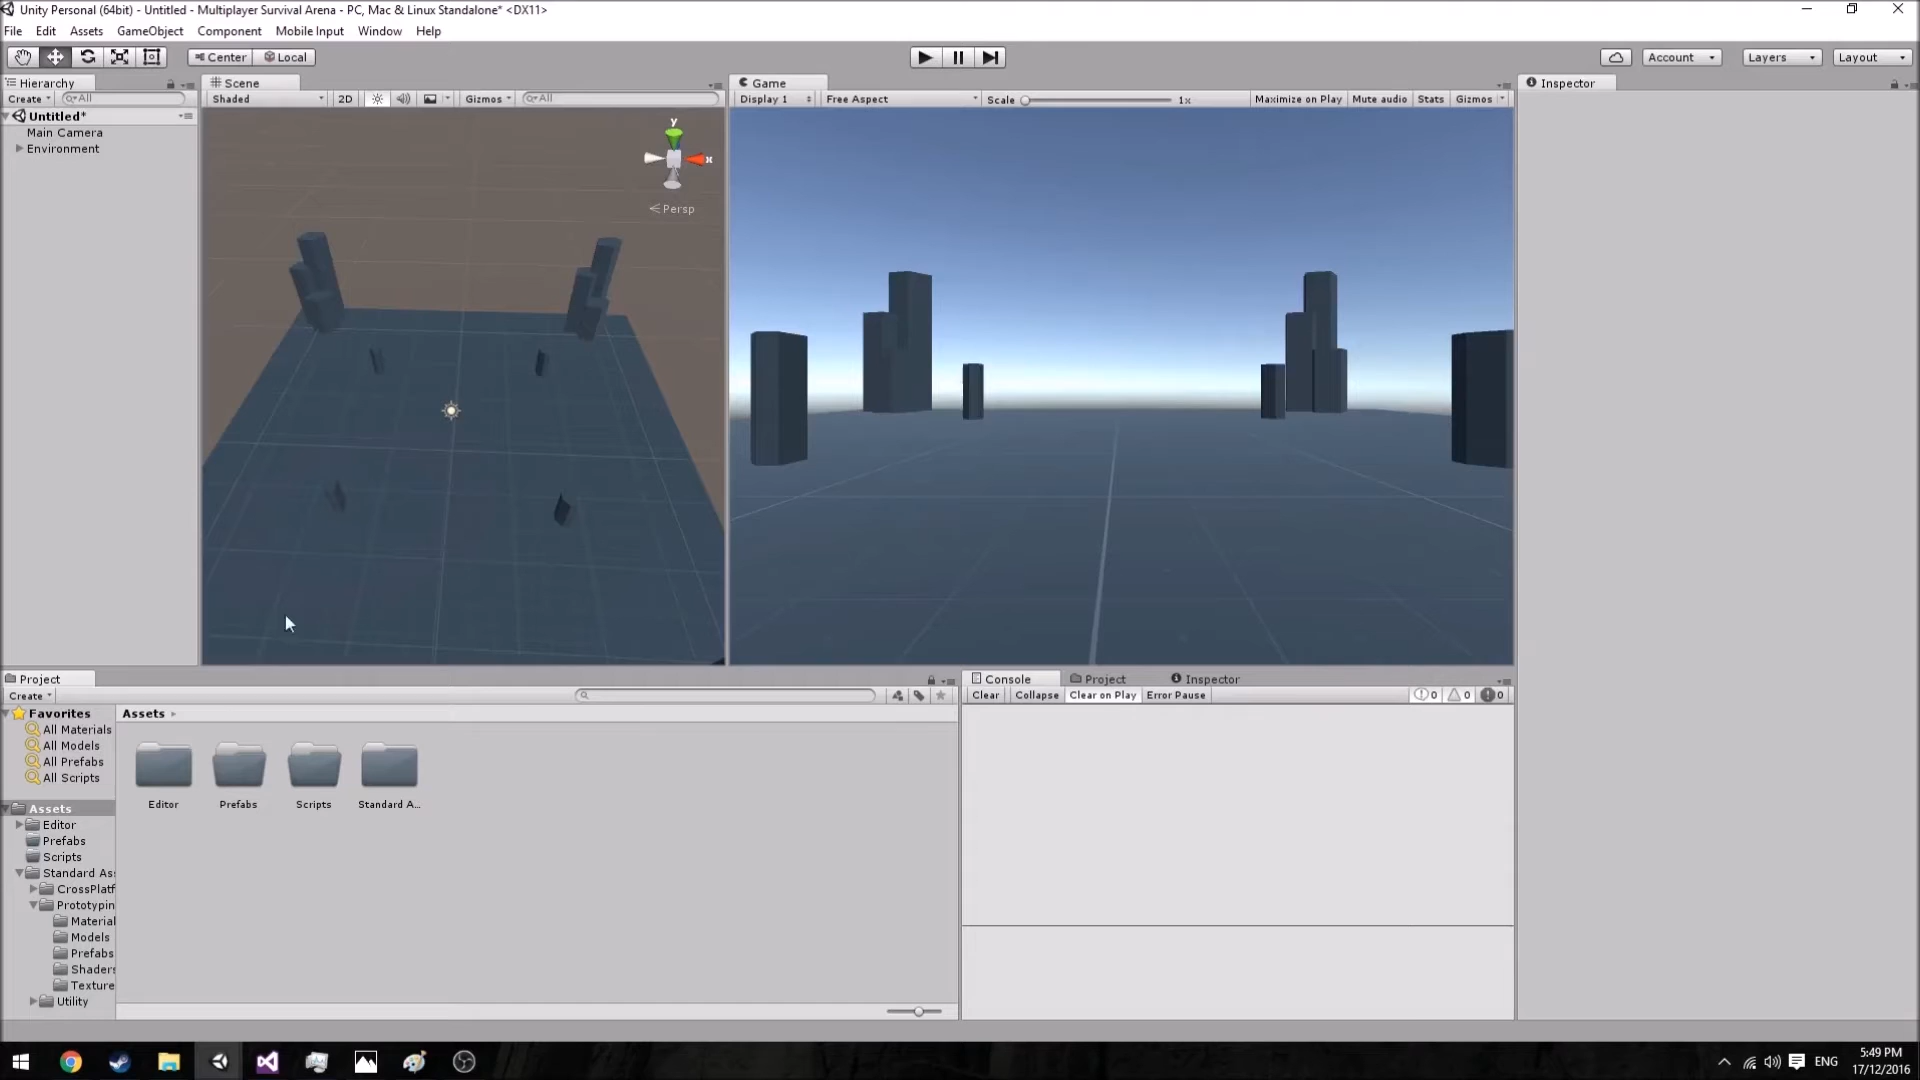 Unity Personal (64bit) - Untitled - Multiplayer Survival Arena - PC, Mac & Linux Standalone* <DX11>
File Edit Assets GameObject Component Mobile Input Window Help
Center Local Account Layers Layout
Hierarchy Scene Game Inspector
Create All Shaded 2D Gizmos All Display 1 Free Aspect Scale 1x Maximize on Play Mute audio Stats Gizmos
Untitled*
Main Camera
Environment
y
x
Persp
Project Console Project Inspector
Create Clear Collapse Clear on Play Error Pause 0 0 0
Favorites Assets
All Materials
All Models
All Prefabs
All Scripts
Editor Prefabs Scripts Standard A...
Assets
Editor
Prefabs
Scripts
Standard Ass
CrossPlatf
Prototypin
Material
Models
Prefabs
Shaders
Texture
Utility
ENG 5:49 PM
17/12/2016